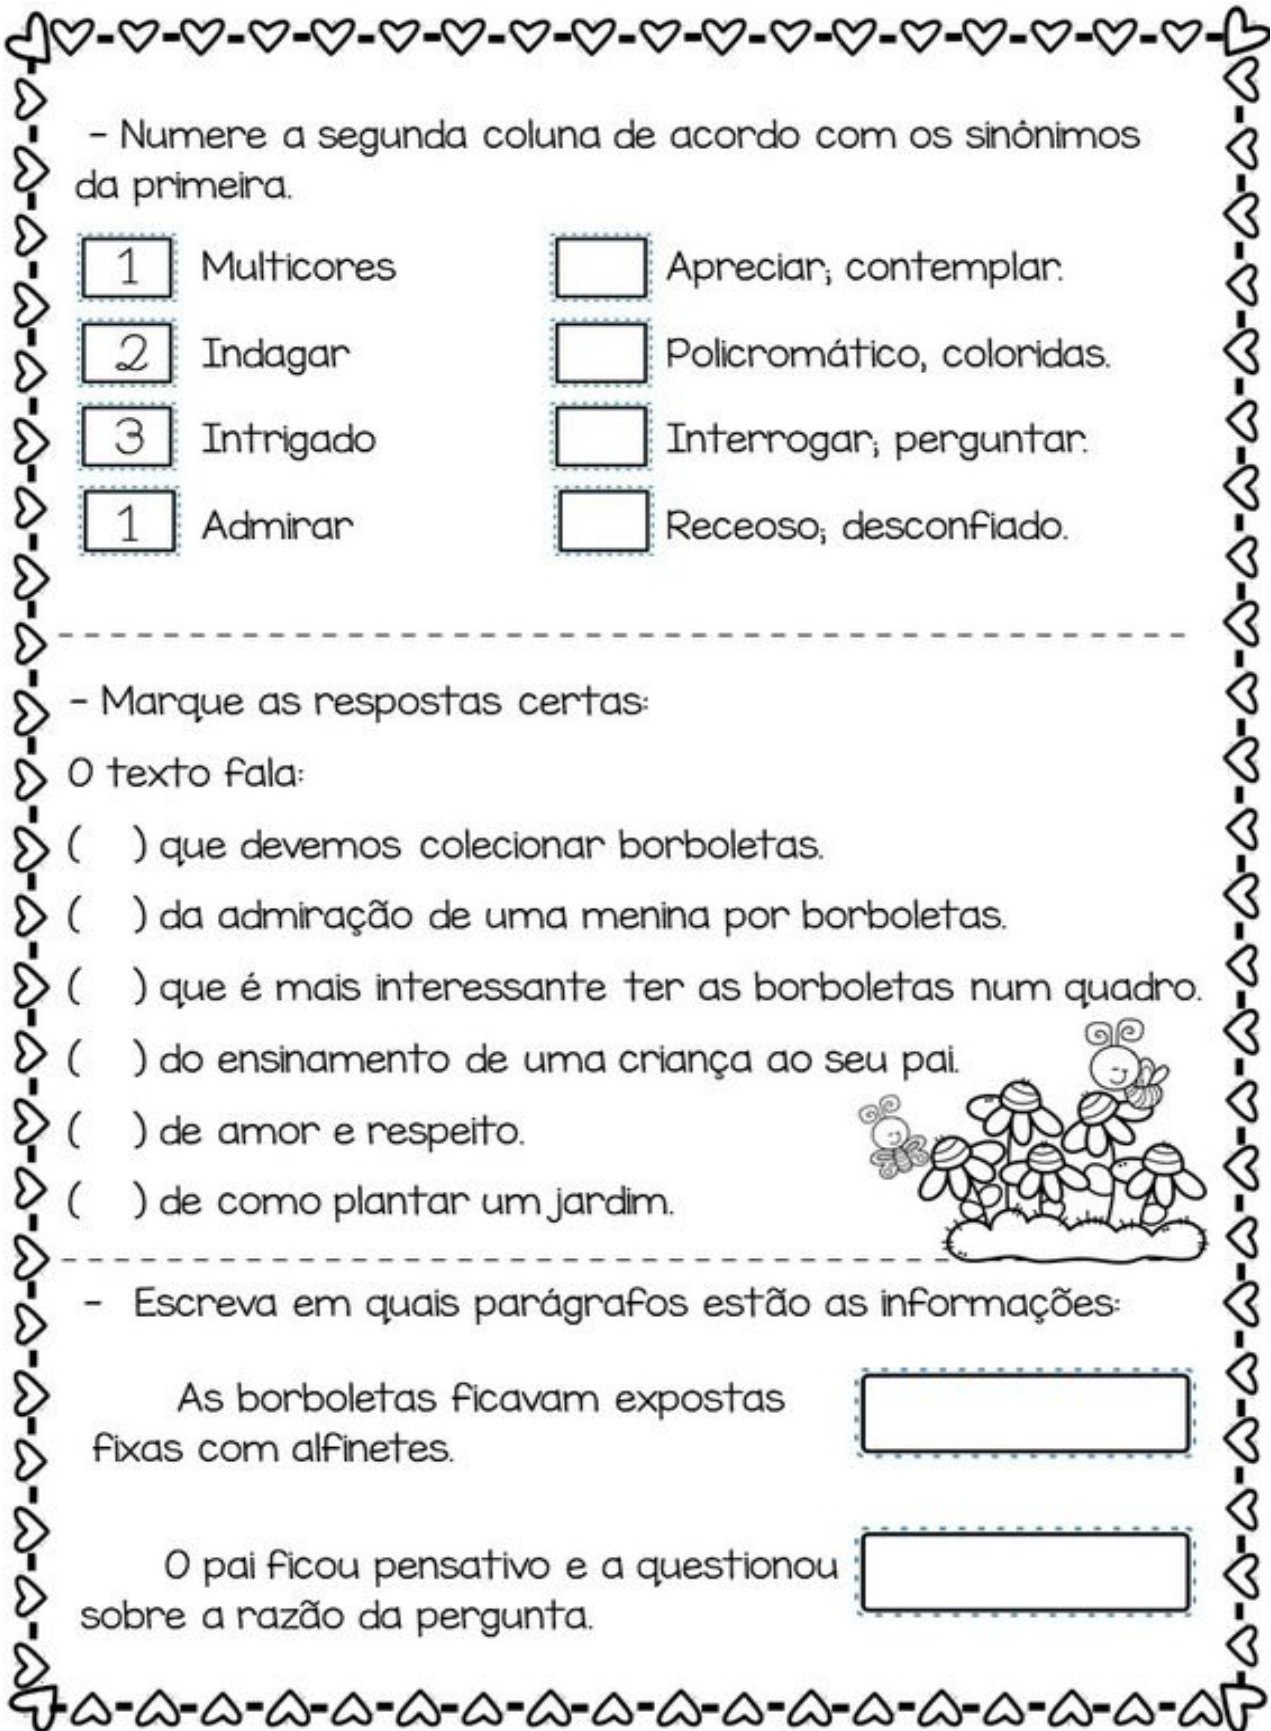 - Numere a segunda coluna de acordo com os sinônimos
da primeira.
1 Multicores Apreciar; contemplar.
2 Indagar Policromático, coloridas.
3 Intrigado Interrogar; perguntar.
1 Admirar Receoso; desconfiado.
- Marque as respostas certas:
O texto fala:
( ) que devemos colecionar borboletas.
( ) da admiração de uma menina por borboletas.
( ) que é mais interessante ter as borboletas num quadro.
( ) do ensinamento de uma criança ao seu pai.
( ) de amor e respeito.
( ) de como plantar um jardim.
- Escreva em quais parágrafos estão as informações:
As borboletas ficavam expostas
fixas com alfinetes.
O pai ficou pensativo e a questionou
sobre a razão da pergunta.